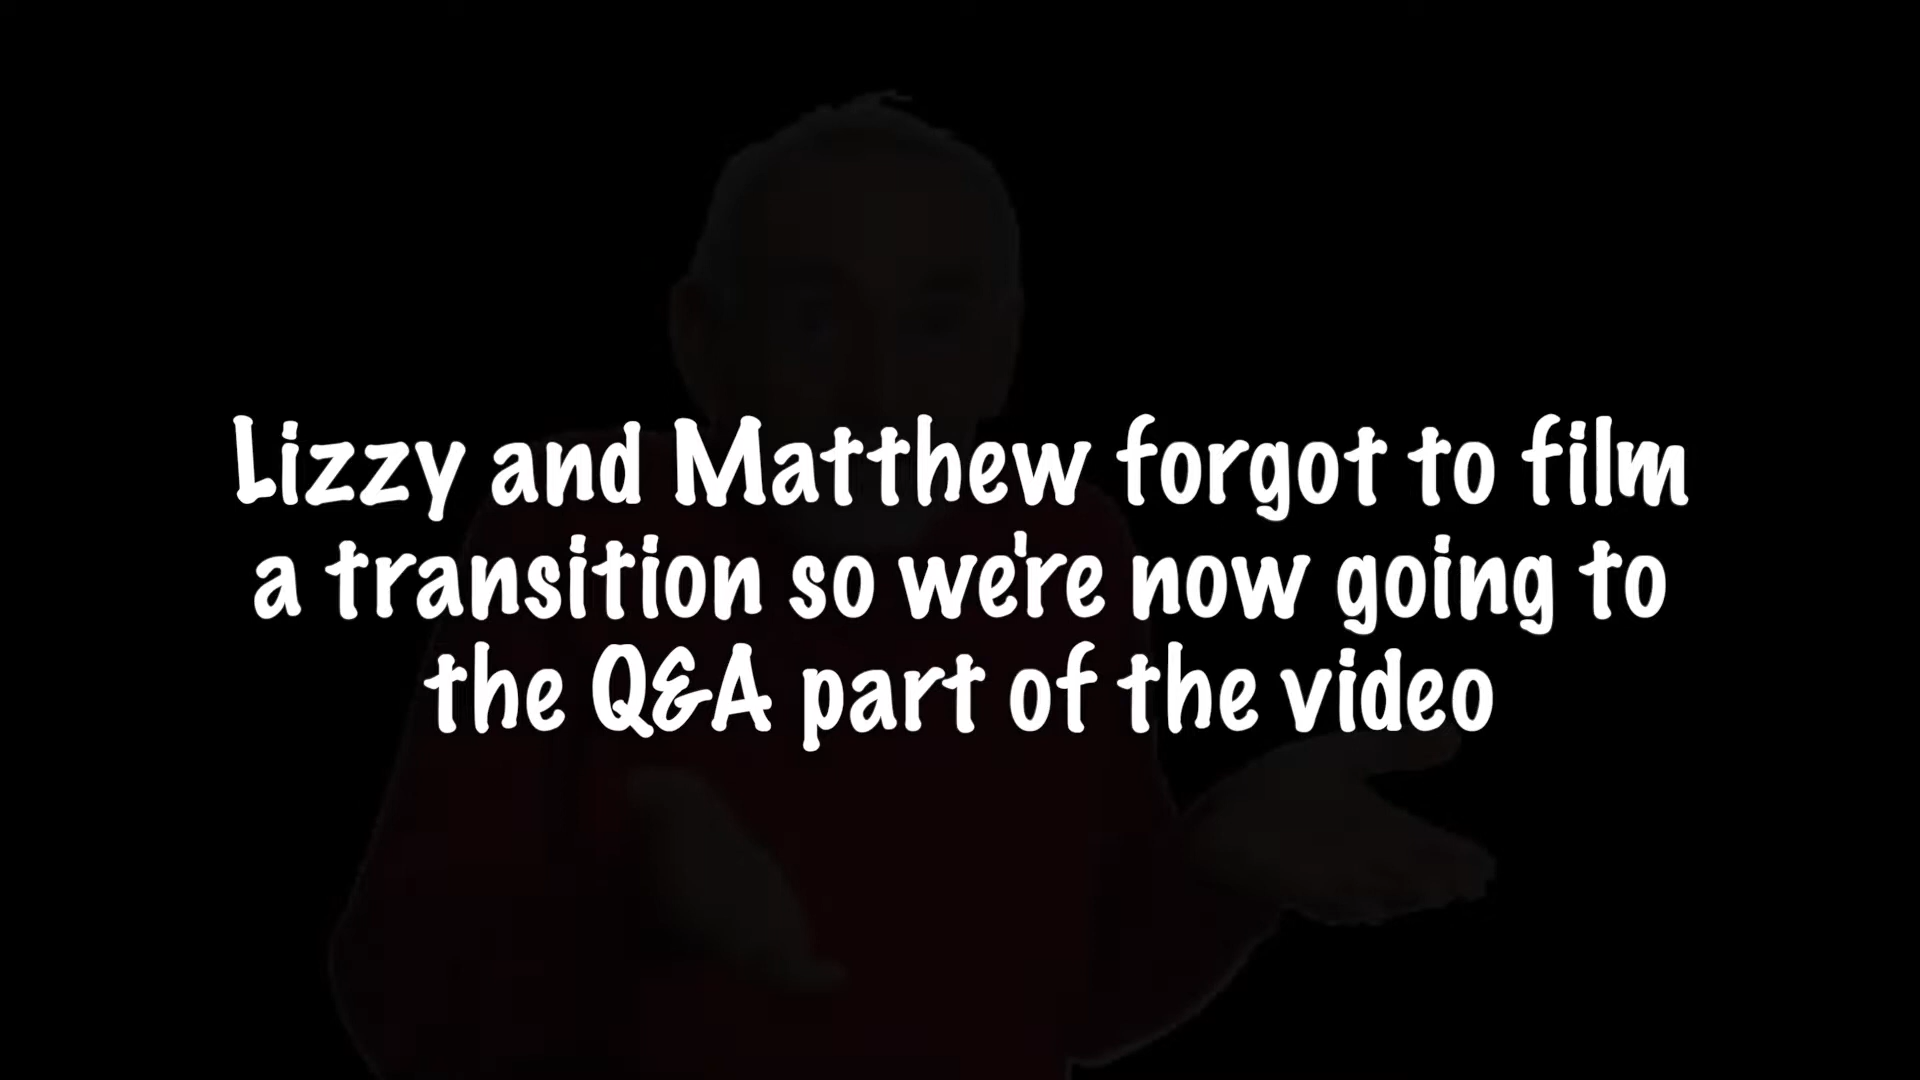 Lizzy and Matthew forgot to film
a transition so we're now going to
the Q&A part of the video